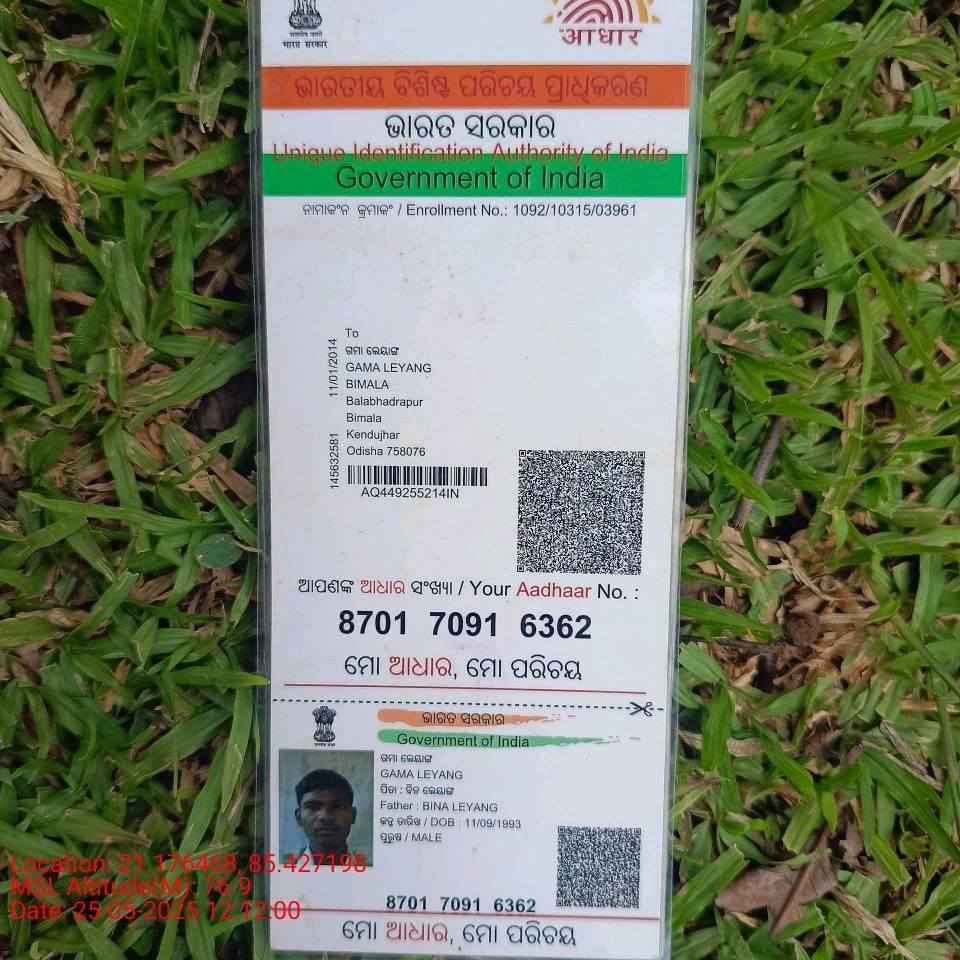 भारत सरकार
आधार
ଭାରତୀୟ ବିଶିଷ୍ଟ ପରିଚୟ ପ୍ରାଧିକରଣ
ଭାରତ ସରକାର
Unique Identification Authority of India
Government of India
ନାମାକଂନ କ୍ରମାକଂ / Enrollment No.: 1092/10315/03961
11/01/2014
145632581
To
ଗମା ଲେୟାଙ୍ଗ
GAMA LEYANG
BIMALA
Balabhadrapur
Bimala
Kendujhar
Odisha 758076
AQ449255214IN
ଆପଣଙ୍କ ଆଧାର ସଂଖ୍ୟା / Your Aadhaar No. :
8701 7091 6362
ମୋ ଆଧାର, ମୋ ପରିଚୟ
ଭାରତ ସରକାର
Government of India
ଗମା ଲେୟାଙ୍ଗ
GAMA LEYANG
ପିତା : ବିନ ଲେୟାଙ୍ଗ
Father : BINA LEYANG
ଜନ୍ମ ତାରିଖ / DOB : 11/09/1993
ପୁରୁଷ / MALE
8701 7091 6362
ମୋ ଆଧାର, ମୋ ପରିଚୟ
Location: 21.176468, 85.427198
MSL Altitude(M): 76.9
Date: 25-05-2025 12:12:00